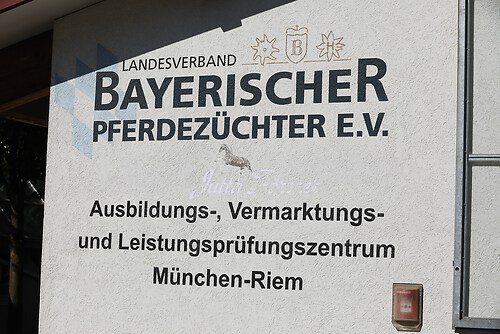 LANDESVERBAND
B H
BAYERISCHER
PFERDEZÜCHTER E.V.
Ausbildungs-, Vermarktungs-
und Leistungsprüfungszentrum
München-Riem